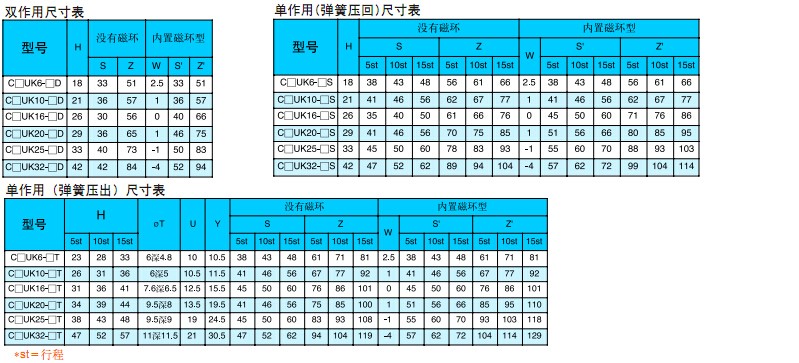 双作用尺寸表
型号 H 没有磁环 内置磁环型
S Z W S' Z'
C□UK6-□D 18 33 51 2.5 33 51
C□UK10-□D 21 36 57 1 36 57
C□UK16-□D 26 30 56 0 40 66
C□UK20-□D 29 36 65 1 46 75
C□UK25-□D 33 40 73 -1 50 83
C□UK32-□D 42 42 84 -4 52 94
单作用(弹簧压回)尺寸表
型号 H 没有磁环 内置磁环型
S Z W S' Z'
5st 10st 15st 5st 10st 15st 5st 10st 15st 5st 10st 15st
C□UK6-□S 18 38 43 48 56 61 66 2.5 38 43 48 56 61 66
C□UK10-□S 21 41 46 56 62 67 77 1 41 46 56 62 67 77
C□UK16-□S 26 35 40 50 61 66 76 0 45 50 60 71 76 86
C□UK20-□S 29 41 46 56 70 75 85 1 51 56 66 80 85 95
C□UK25-□S 33 45 50 60 78 83 93 -1 55 60 70 88 93 103
C□UK32-□S 42 47 52 62 89 94 104 -4 57 62 72 99 104 114
单作用（弹簧压出）尺寸表
型号 H øT U Y 没有磁环 内置磁环型
S Z W S' Z'
5st 10st 15st 5st 10st 15st 5st 10st 15st 5st 10st 15st 5st 10st 15st
C□UK6-□T 23 28 33 6深4.8 10 10.5 38 43 48 61 71 81 2.5 38 43 48 61 71 81
C□UK10-□T 26 31 36 6深5 10.5 11.5 41 46 56 67 77 92 1 41 46 56 67 77 92
C□UK16-□T 31 36 41 7.6深6.5 12.5 15.5 45 50 60 76 86 101 0 45 50 60 76 86 101
C□UK20-□T 34 39 44 9.5深8 13.5 19.5 41 46 56 75 85 100 1 51 56 66 85 95 110
C□UK25-□T 38 43 48 9.5深9 19 24.5 45 50 60 83 93 108 -1 55 60 70 93 103 118
C□UK32-□T 47 52 57 11深11.5 21 30.5 47 52 62 94 104 119 -4 57 62 72 104 114 129
*st=行程